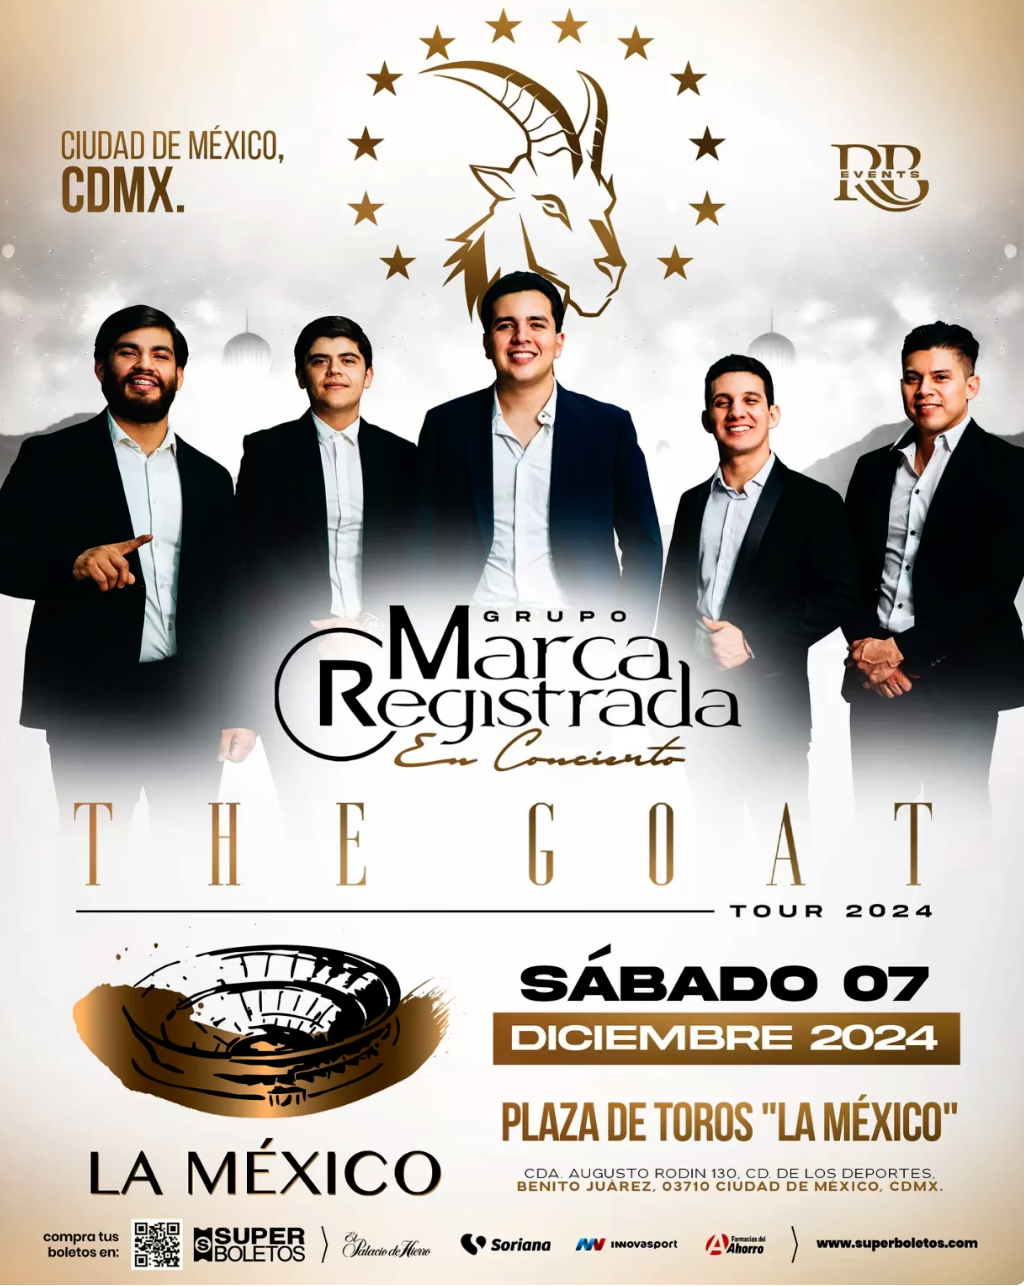 CIUDAD DE MÉXICO,
CDMX.
RB
EVENTS
GRUPO
Marca
Registrada
En Concierto
THE GOAT
TOUR 2024
SÁBADO 07
DICIEMBRE 2024
PLAZA DE TOROS "LA MÉXICO"
CDA. AUGUSTO RODIN 130, CD. DE LOS DEPORTES,
BENITO JUÁREZ, 03710 CIUDAD DE MÉXICO, CDMX.
LA MÉXICO
compra tus
boletos en:
SUPER
BOLETOS
El
Palacio de Hierro
Soriana
INNOVASPORT
Farmacias del
Ahorro
www.superboletos.com